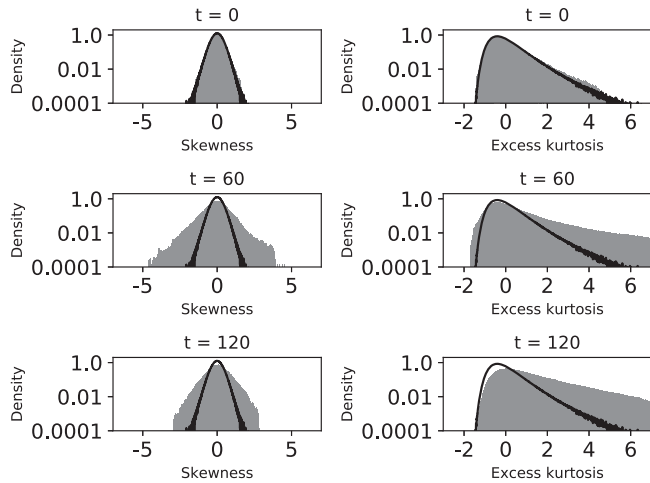 t = 0
Density
1.0
0.01
0.0001
-5 0 5
Skewness
t = 0
Density
1.0
0.01
0.0001
-2 0 2 4 6
Excess kurtosis
t = 60
Density
1.0
0.01
0.0001
-5 0 5
Skewness
t = 60
Density
1.0
0.01
0.0001
-2 0 2 4 6
Excess kurtosis
t = 120
Density
1.0
0.01
0.0001
-5 0 5
Skewness
t = 120
Density
1.0
0.01
0.0001
-2 0 2 4 6
Excess kurtosis